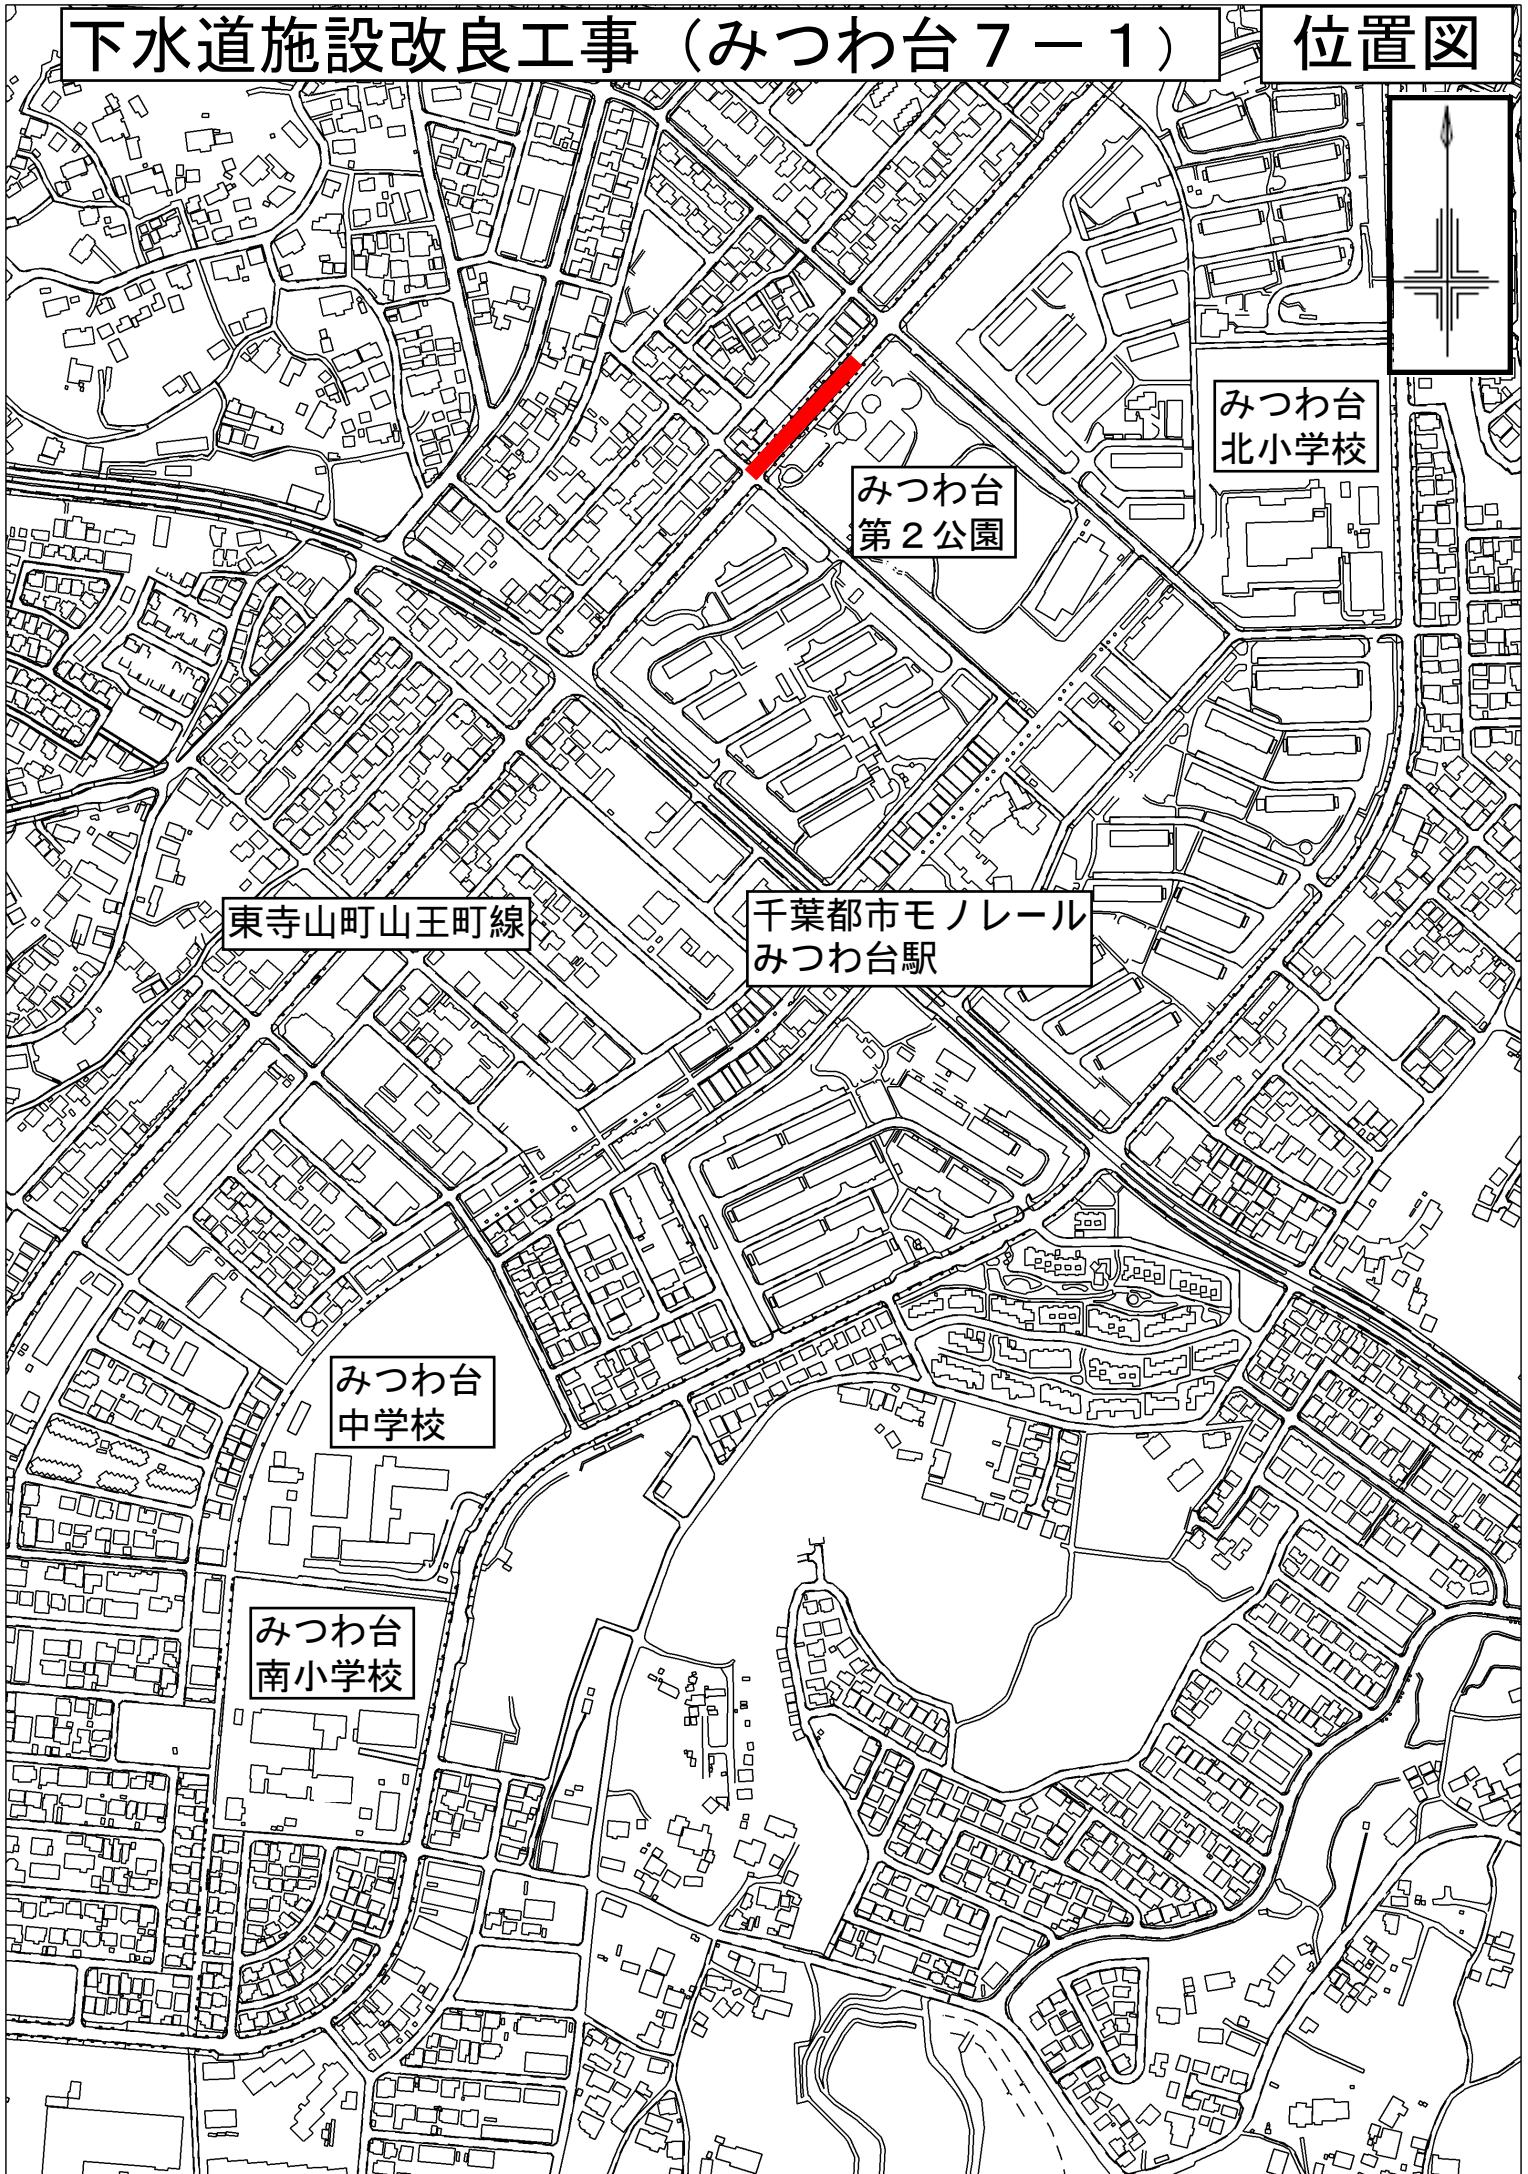 下水道施設改良工事（みつわ台７－１）
位置図
みつわ台
北小学校
みつわ台
第２公園
東寺山町山王町線
千葉都市モノレール
みつわ台駅
みつわ台
中学校
みつわ台
南小学校